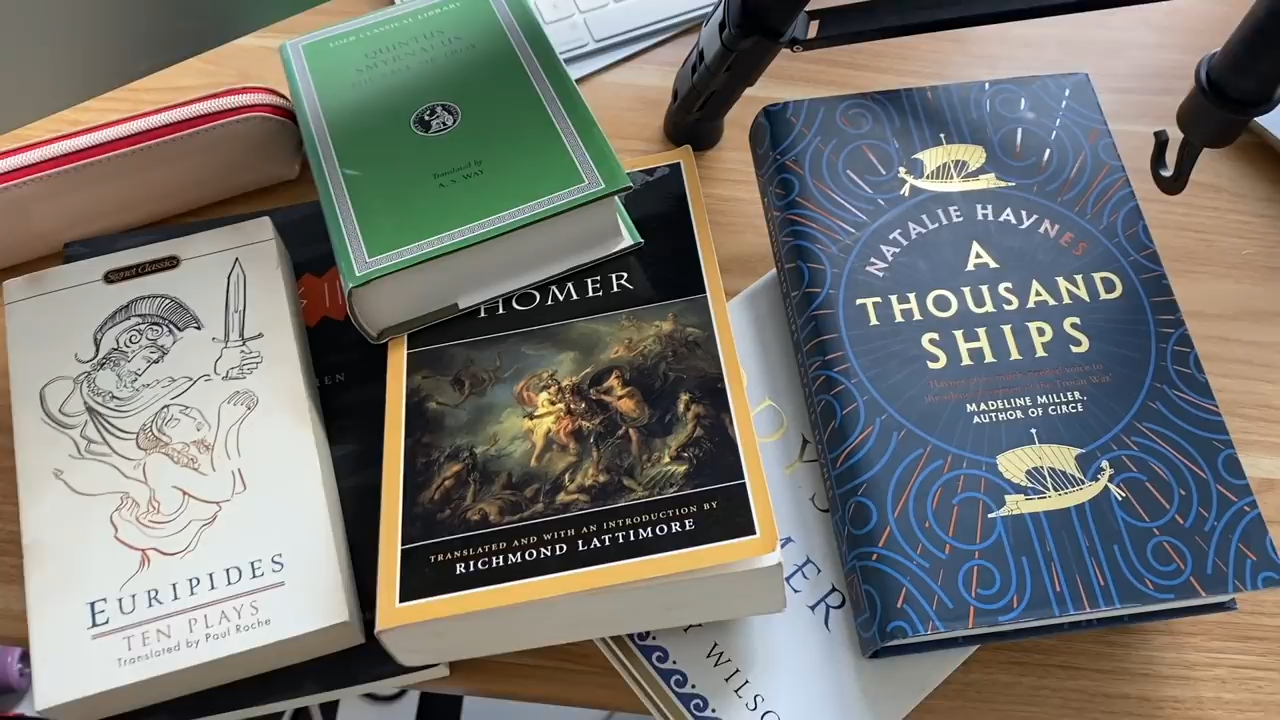 LOEB CLASSICAL LIBRARY
QUINTUS
SMYRNAEUS
Translated by
A. S. WAY
Signet Classics
EURIPIDES
TEN PLAYS
Translated by Paul Roche
HOMER
TRANSLATED AND WITH AN INTRODUCTION BY
RICHMOND LATTIMORE
NATALIE HAYNES
A
THOUSAND
SHIPS
MADELINE MILLER,
AUTHOR OF CIRCE